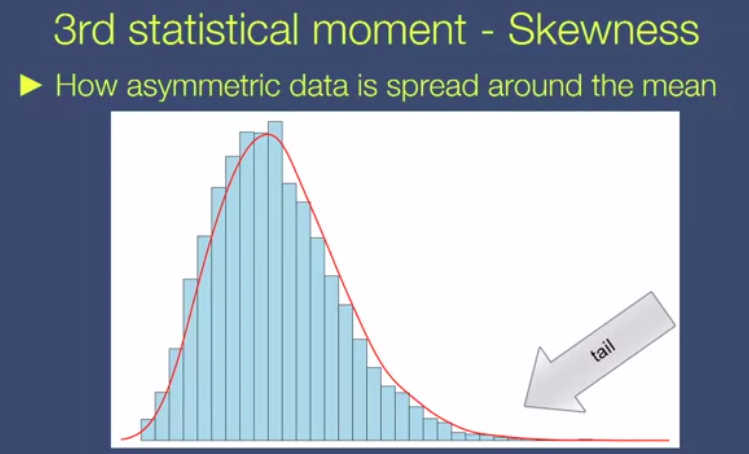 3rd statistical moment - Skewness
► How asymmetric data is spread around the mean
tail